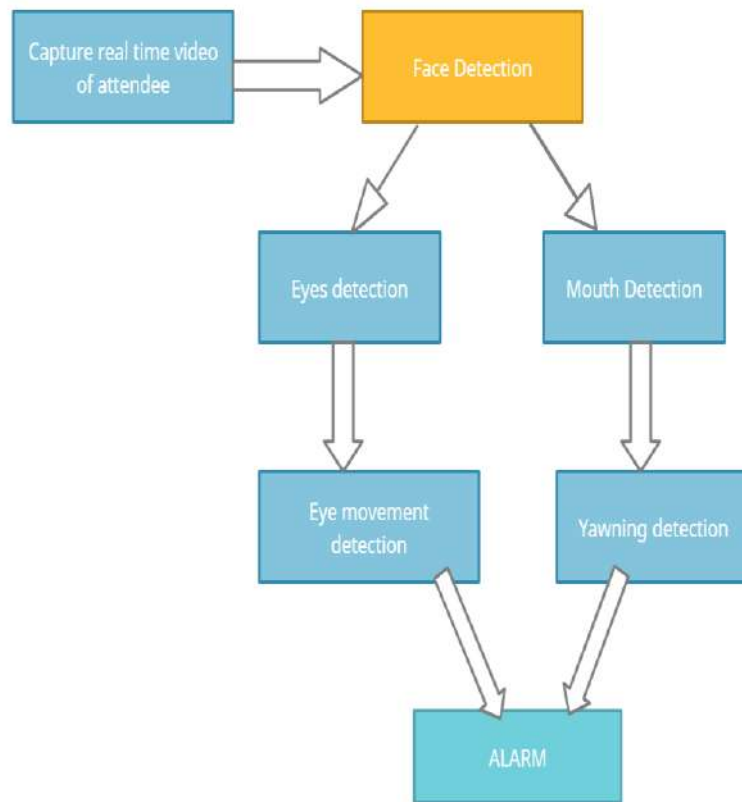 Capture real time video
of attendee
Face Detection
Eyes detection
Mouth Detection
Eye movement
detection
Yawning detection
ALARM